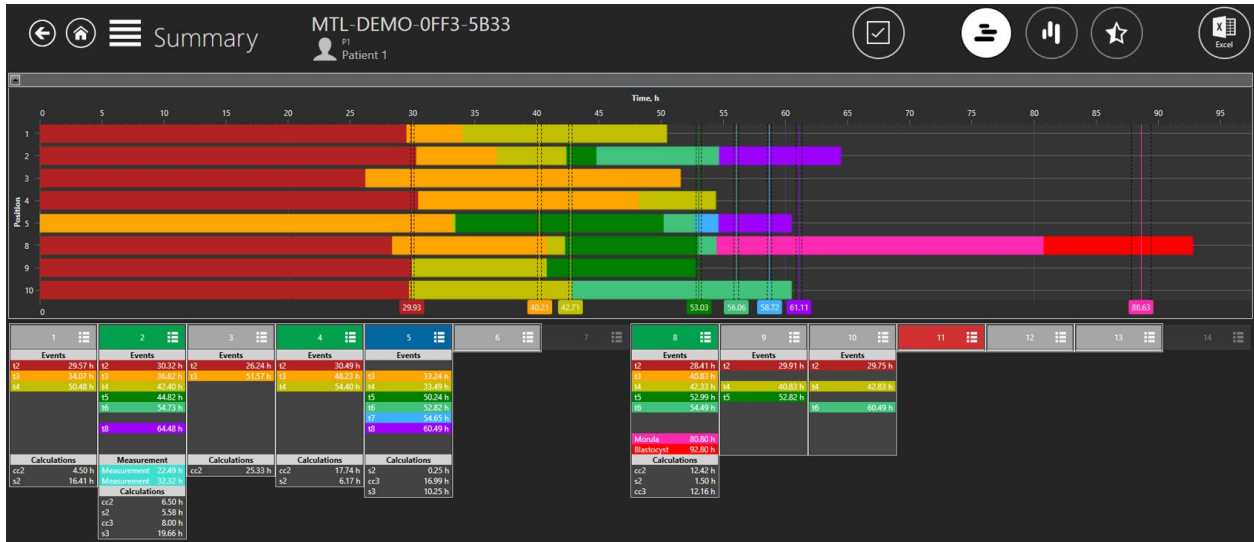 Summary
MTL-DEMO-0FF3-5B33
P1
Patient 1
Excel
Time, h
0 5 10 15 20 25 30 35 40 45 50 55 60 65 70 75 80 85 90 95
Position
1
2
3
4
5
8
9
10
0
29.93 40.21 42.71 53.03 56.06 58.72 61.11 88.63
1 2 3 4 5 6 7 8 9 10 11 12 13 14
Events
t2 29.57 h
t3 34.07 h
t4 50.48 h
Calculations
cc2 4.50 h
s2 16.41 h
Events
t2 30.32 h
t3 36.82 h
t4 42.40 h
t5 44.82 h
t6 54.73 h
t8 64.48 h
Measurement
Measurement 22.49 h
Measurement 32.32 h
Calculations
cc2 6.50 h
s2 5.58 h
cc3 8.00 h
s3 19.66 h
Events
t2 26.24 h
t3 51.57 h
Calculations
cc2 25.33 h
Events
t2 30.49 h
t3 48.23 h
t4 54.40 h
Calculations
cc2 17.74 h
s2 6.17 h
Events
t3 33.24 h
t4 33.49 h
t5 50.24 h
t6 52.82 h
t7 54.65 h
t8 60.49 h
Calculations
s2 0.25 h
cc3 16.99 h
s3 10.25 h
Events
t2 28.41 h
t3 40.83 h
t4 42.33 h
t5 52.99 h
t6 54.49 h
Morula 80.80 h
Blastocyst 92.80 h
Calculations
cc2 12.42 h
s2 1.50 h
cc3 12.16 h
Events
t2 29.91 h
t4 40.83 h
t5 52.82 h
Events
t2 29.75 h
t4 42.83 h
t6 60.49 h